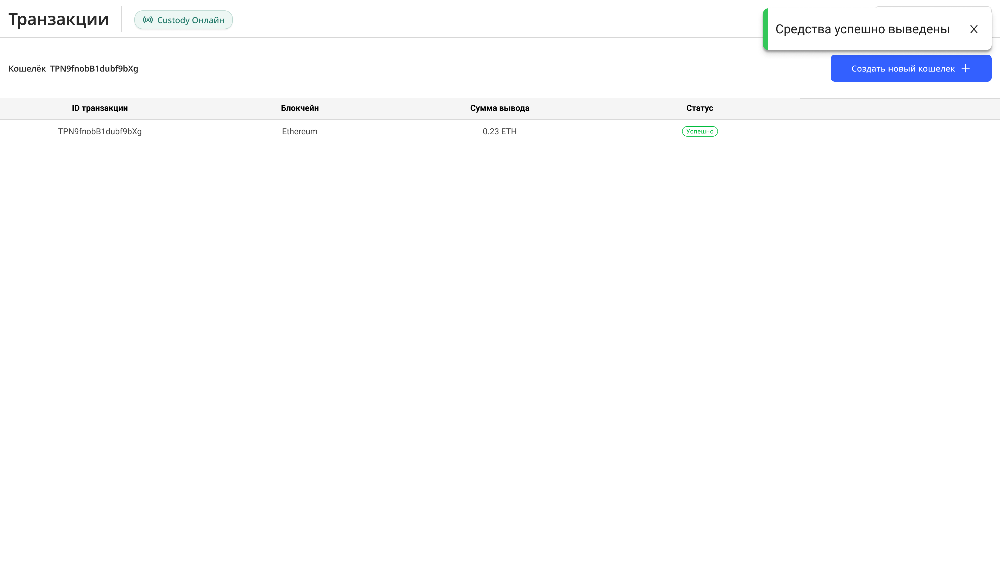 Транзакции
Custody Онлайн
Средства успешно выведены
Кошелёк TPN9fnobB1dubf9bXg
Создать новый кошелек
ID транзакции Блокчейн Сумма вывода Статус
TPN9fnobB1dubf9bXg Ethereum 0.23 ETH Успешно